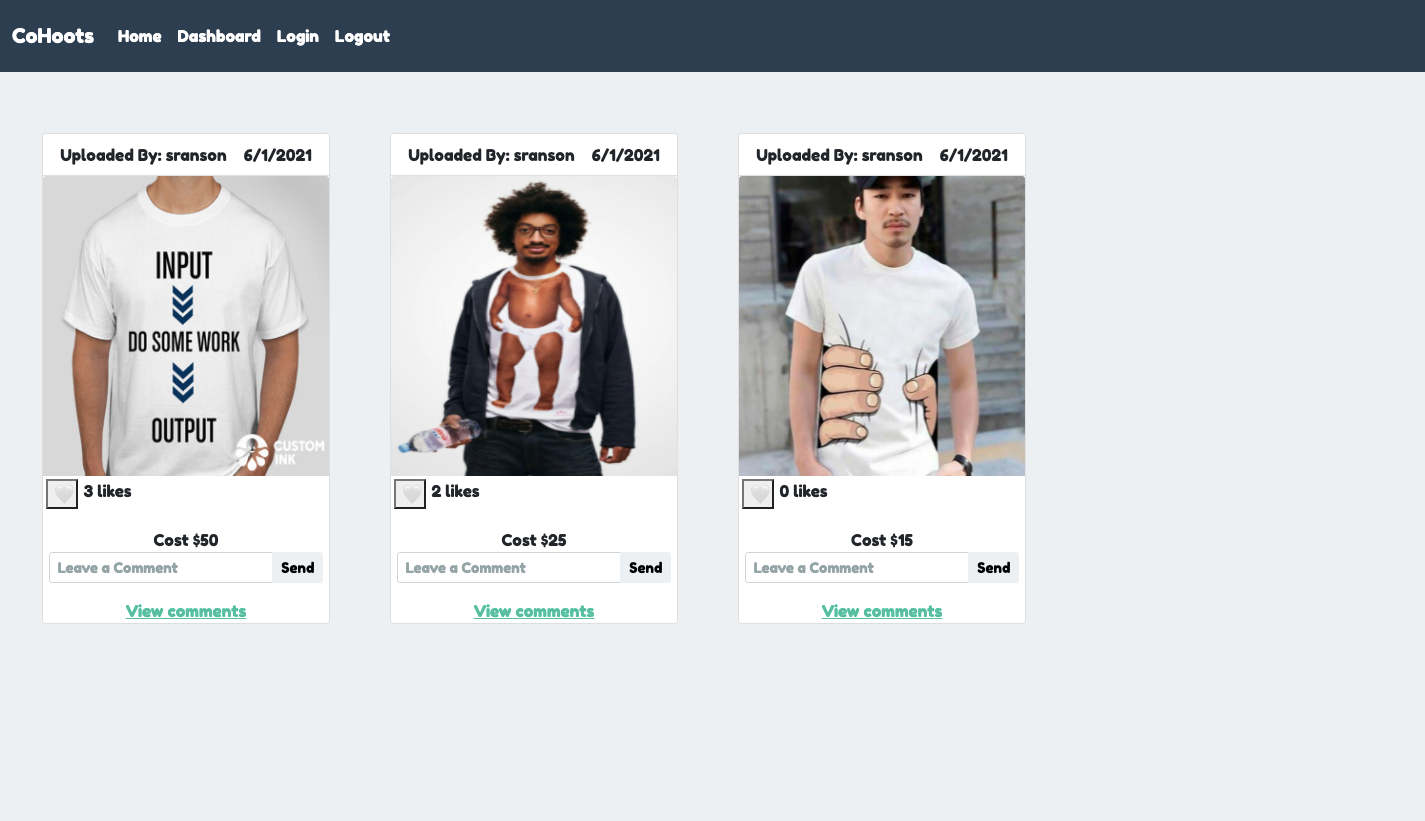 CoHoots Home Dashboard Login Logout
Uploaded By: sranson 6/1/2021
INPUT
DO SOME WORK
OUTPUT
CUSTOM
INK
3 likes
Cost $50
Leave a Comment Send
View comments
Uploaded By: sranson 6/1/2021
2 likes
Cost $25
Leave a Comment Send
View comments
Uploaded By: sranson 6/1/2021
0 likes
Cost $15
Leave a Comment Send
View comments